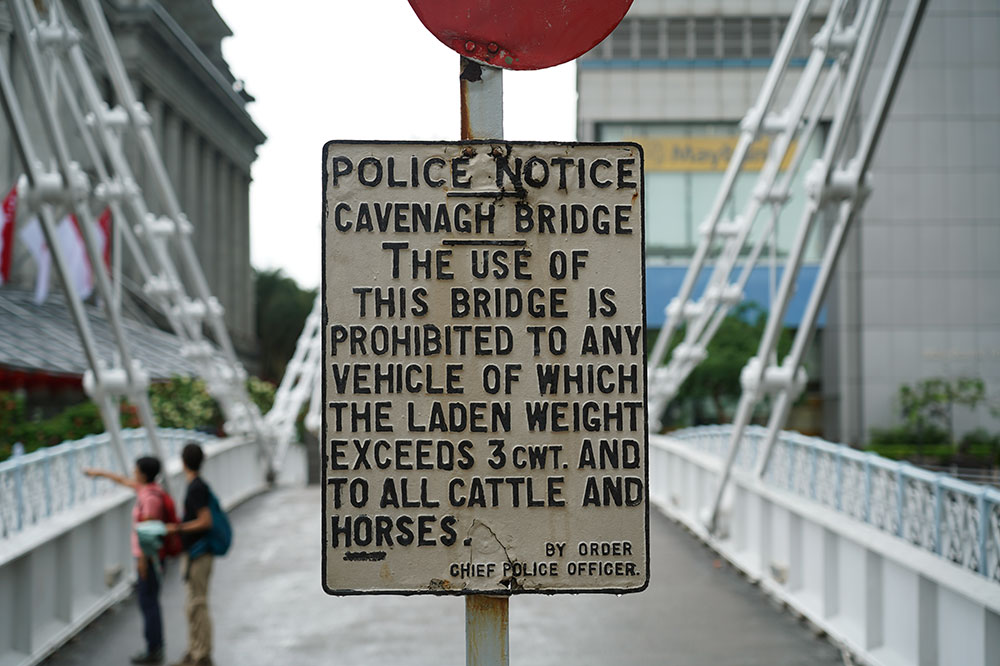 POLICE NOTICE
CAVENAGH BRIDGE
THE USE OF
THIS BRIDGE IS
PROHIBITED TO ANY
VEHICLE OF WHICH
THE LADEN WEIGHT
EXCEEDS 3 CWT. AND
TO ALL CATTLE AND
HORSES.
BY ORDER
CHIEF POLICE OFFICER.
Maybank